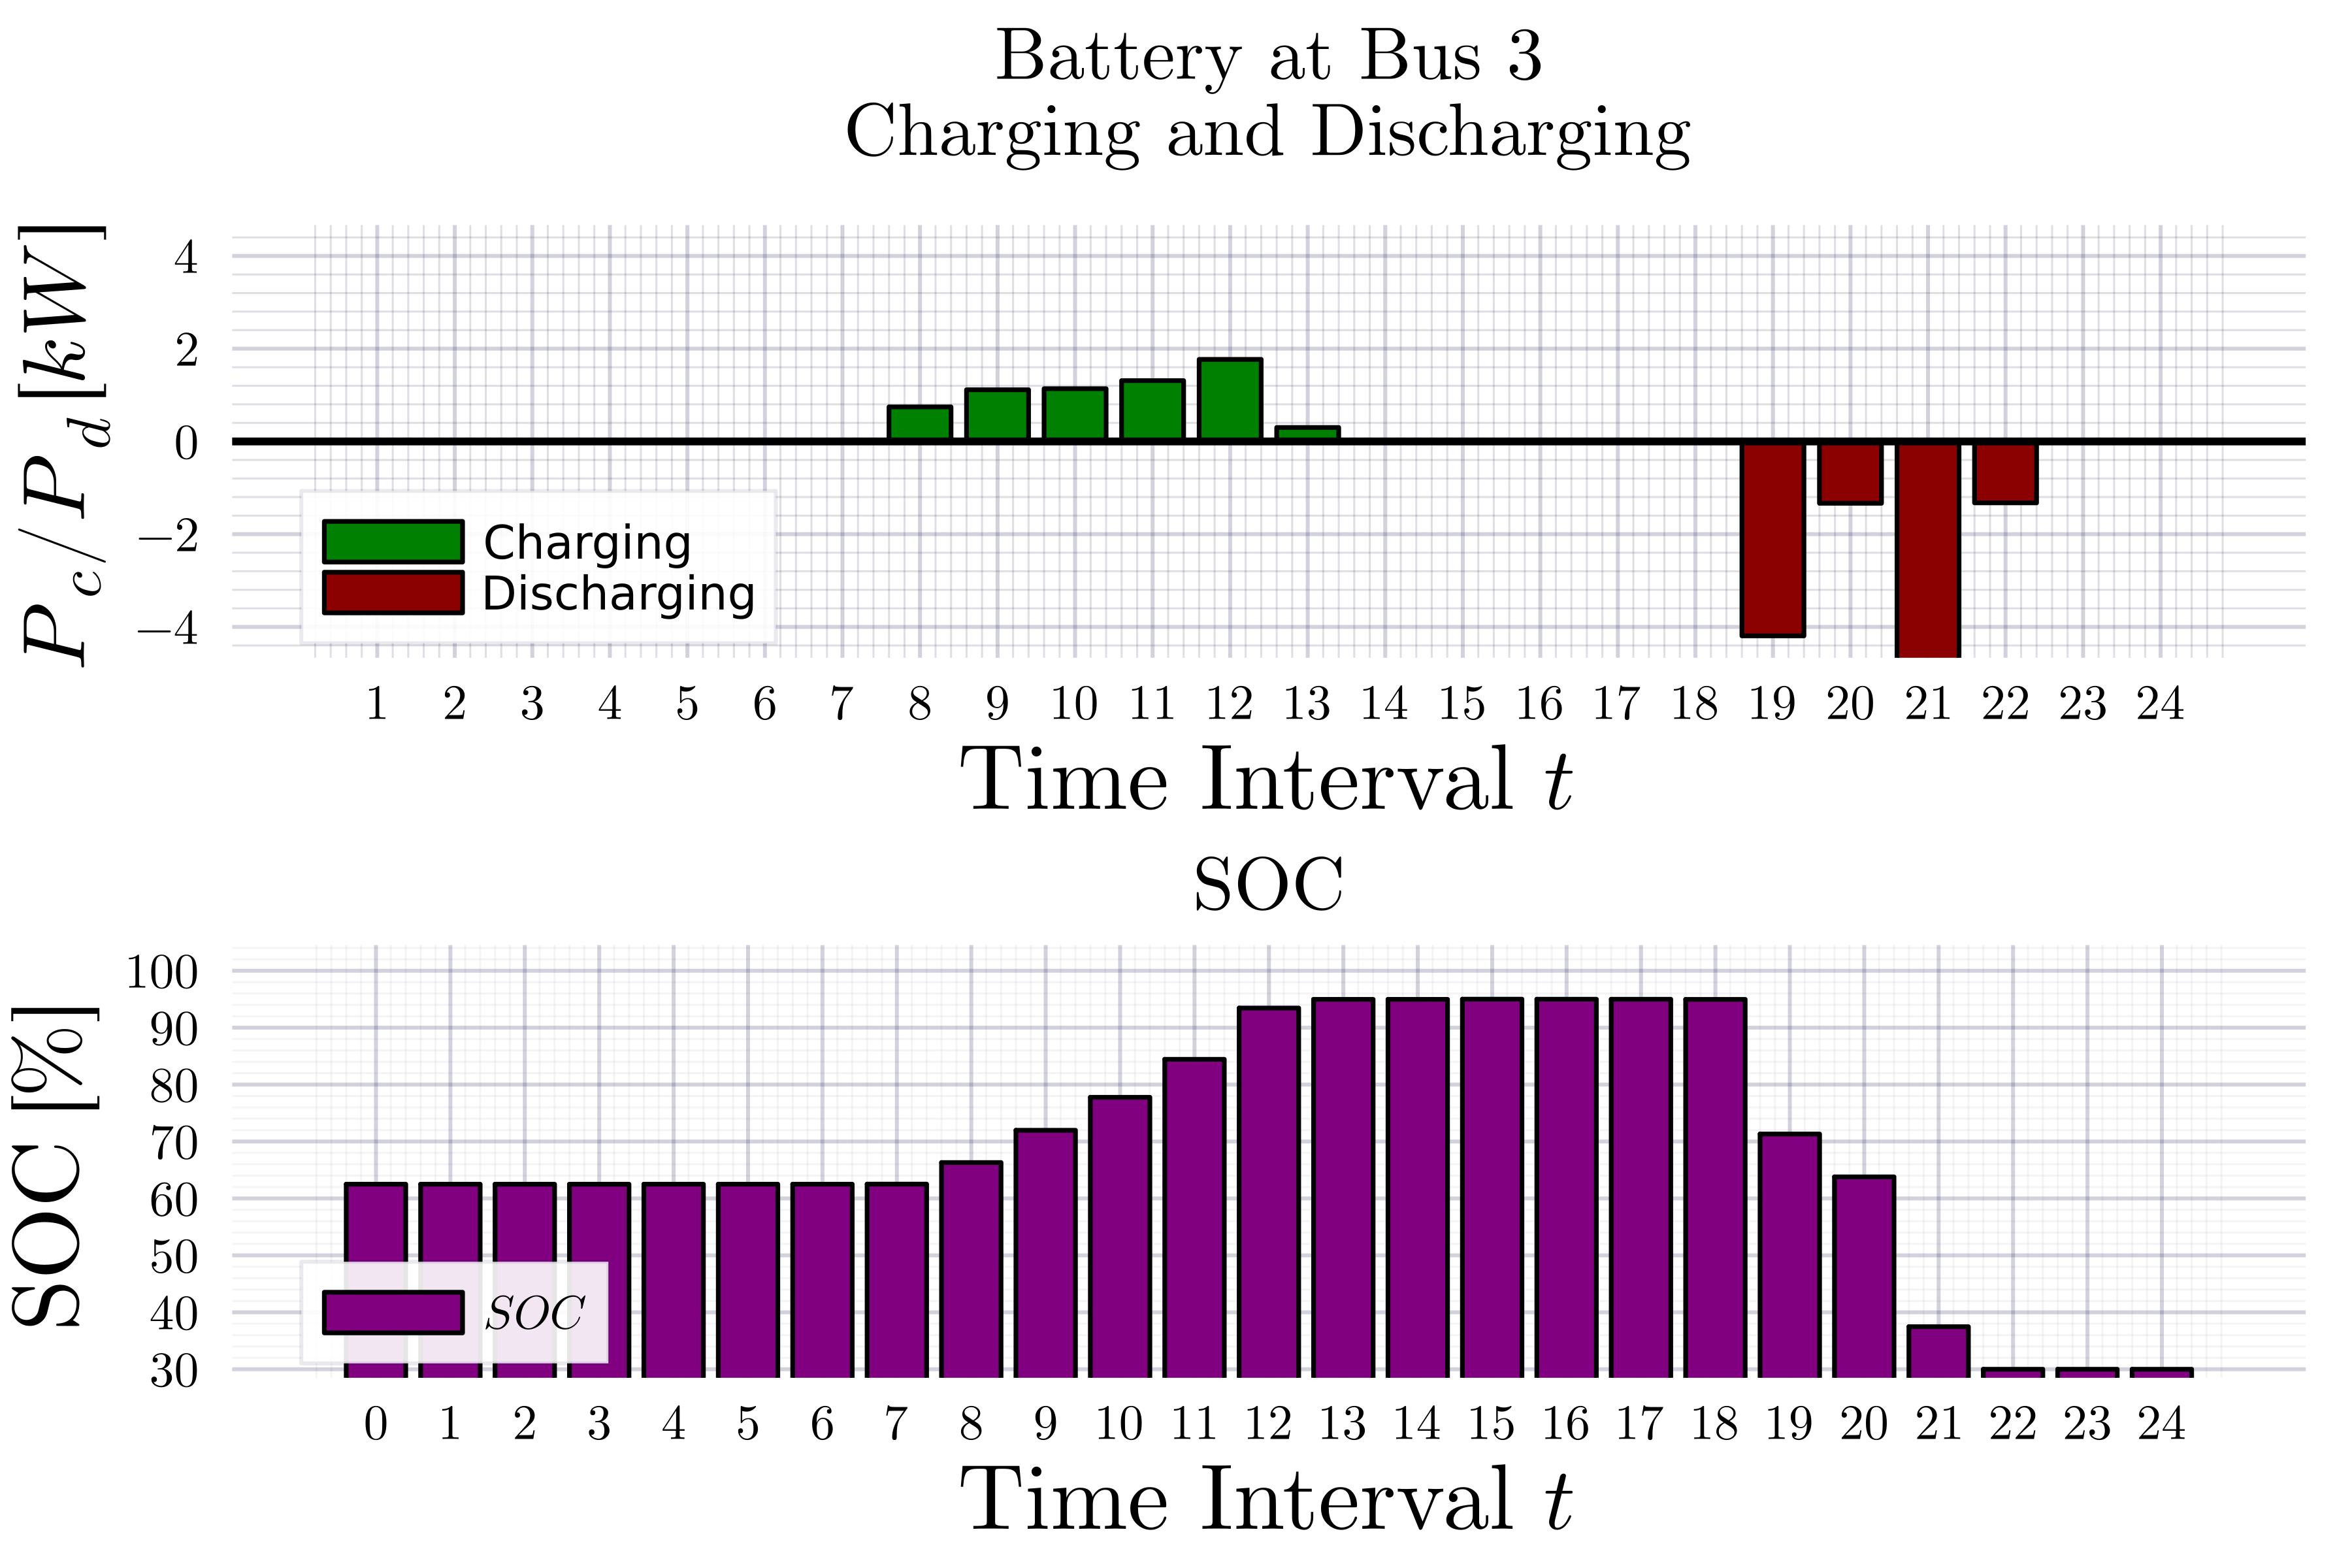 Battery at Bus 3
Charging and Discharging
P_c/P_d [kW]
4
2
0
−2
−4
Charging
Discharging
1 2 3 4 5 6 7 8 9 10 11 12 13 14 15 16 17 18 19 20 21 22 23 24
Time Interval t
SOC
SOC [%]
100
90
80
70
60
50
40
30
SOC
0 1 2 3 4 5 6 7 8 9 10 11 12 13 14 15 16 17 18 19 20 21 22 23 24
Time Interval t